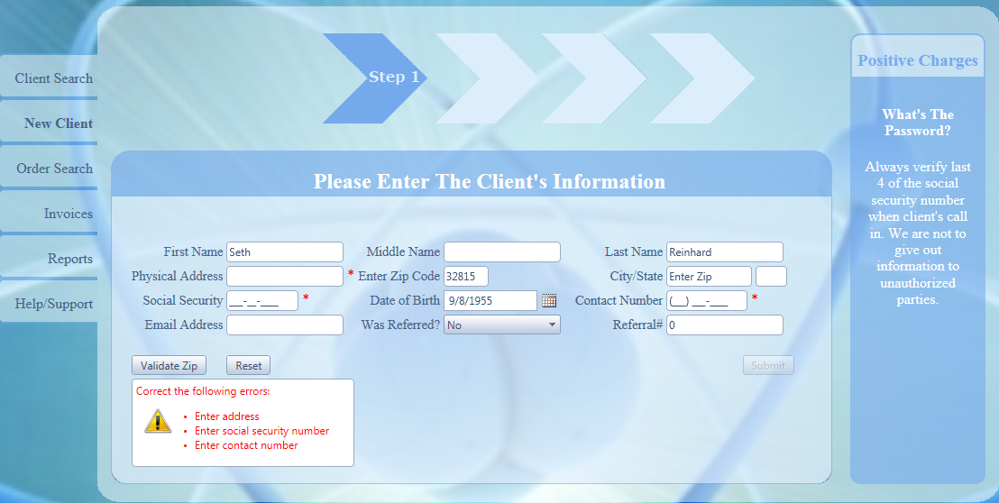 Step 1
Positive Charges
Client Search
New Client
Order Search
Invoices
Reports
Help/Support
What's The
Password?
Always verify last
4 of the social
security number
when client's call
in. We are not to
give out
information to
unauthorized
parties.
Please Enter The Client's Information
First Name Seth Middle Name Last Name Reinhard
Physical Address * Enter Zip Code 32815 City/State Enter Zip
Social Security ___-__-____ * Date of Birth 9/8/1955 Contact Number (___) ___-____ *
Email Address Was Referred? No Referral# 0
Validate Zip Reset Submit
Correct the following errors:
• Enter address
• Enter social security number
• Enter contact number